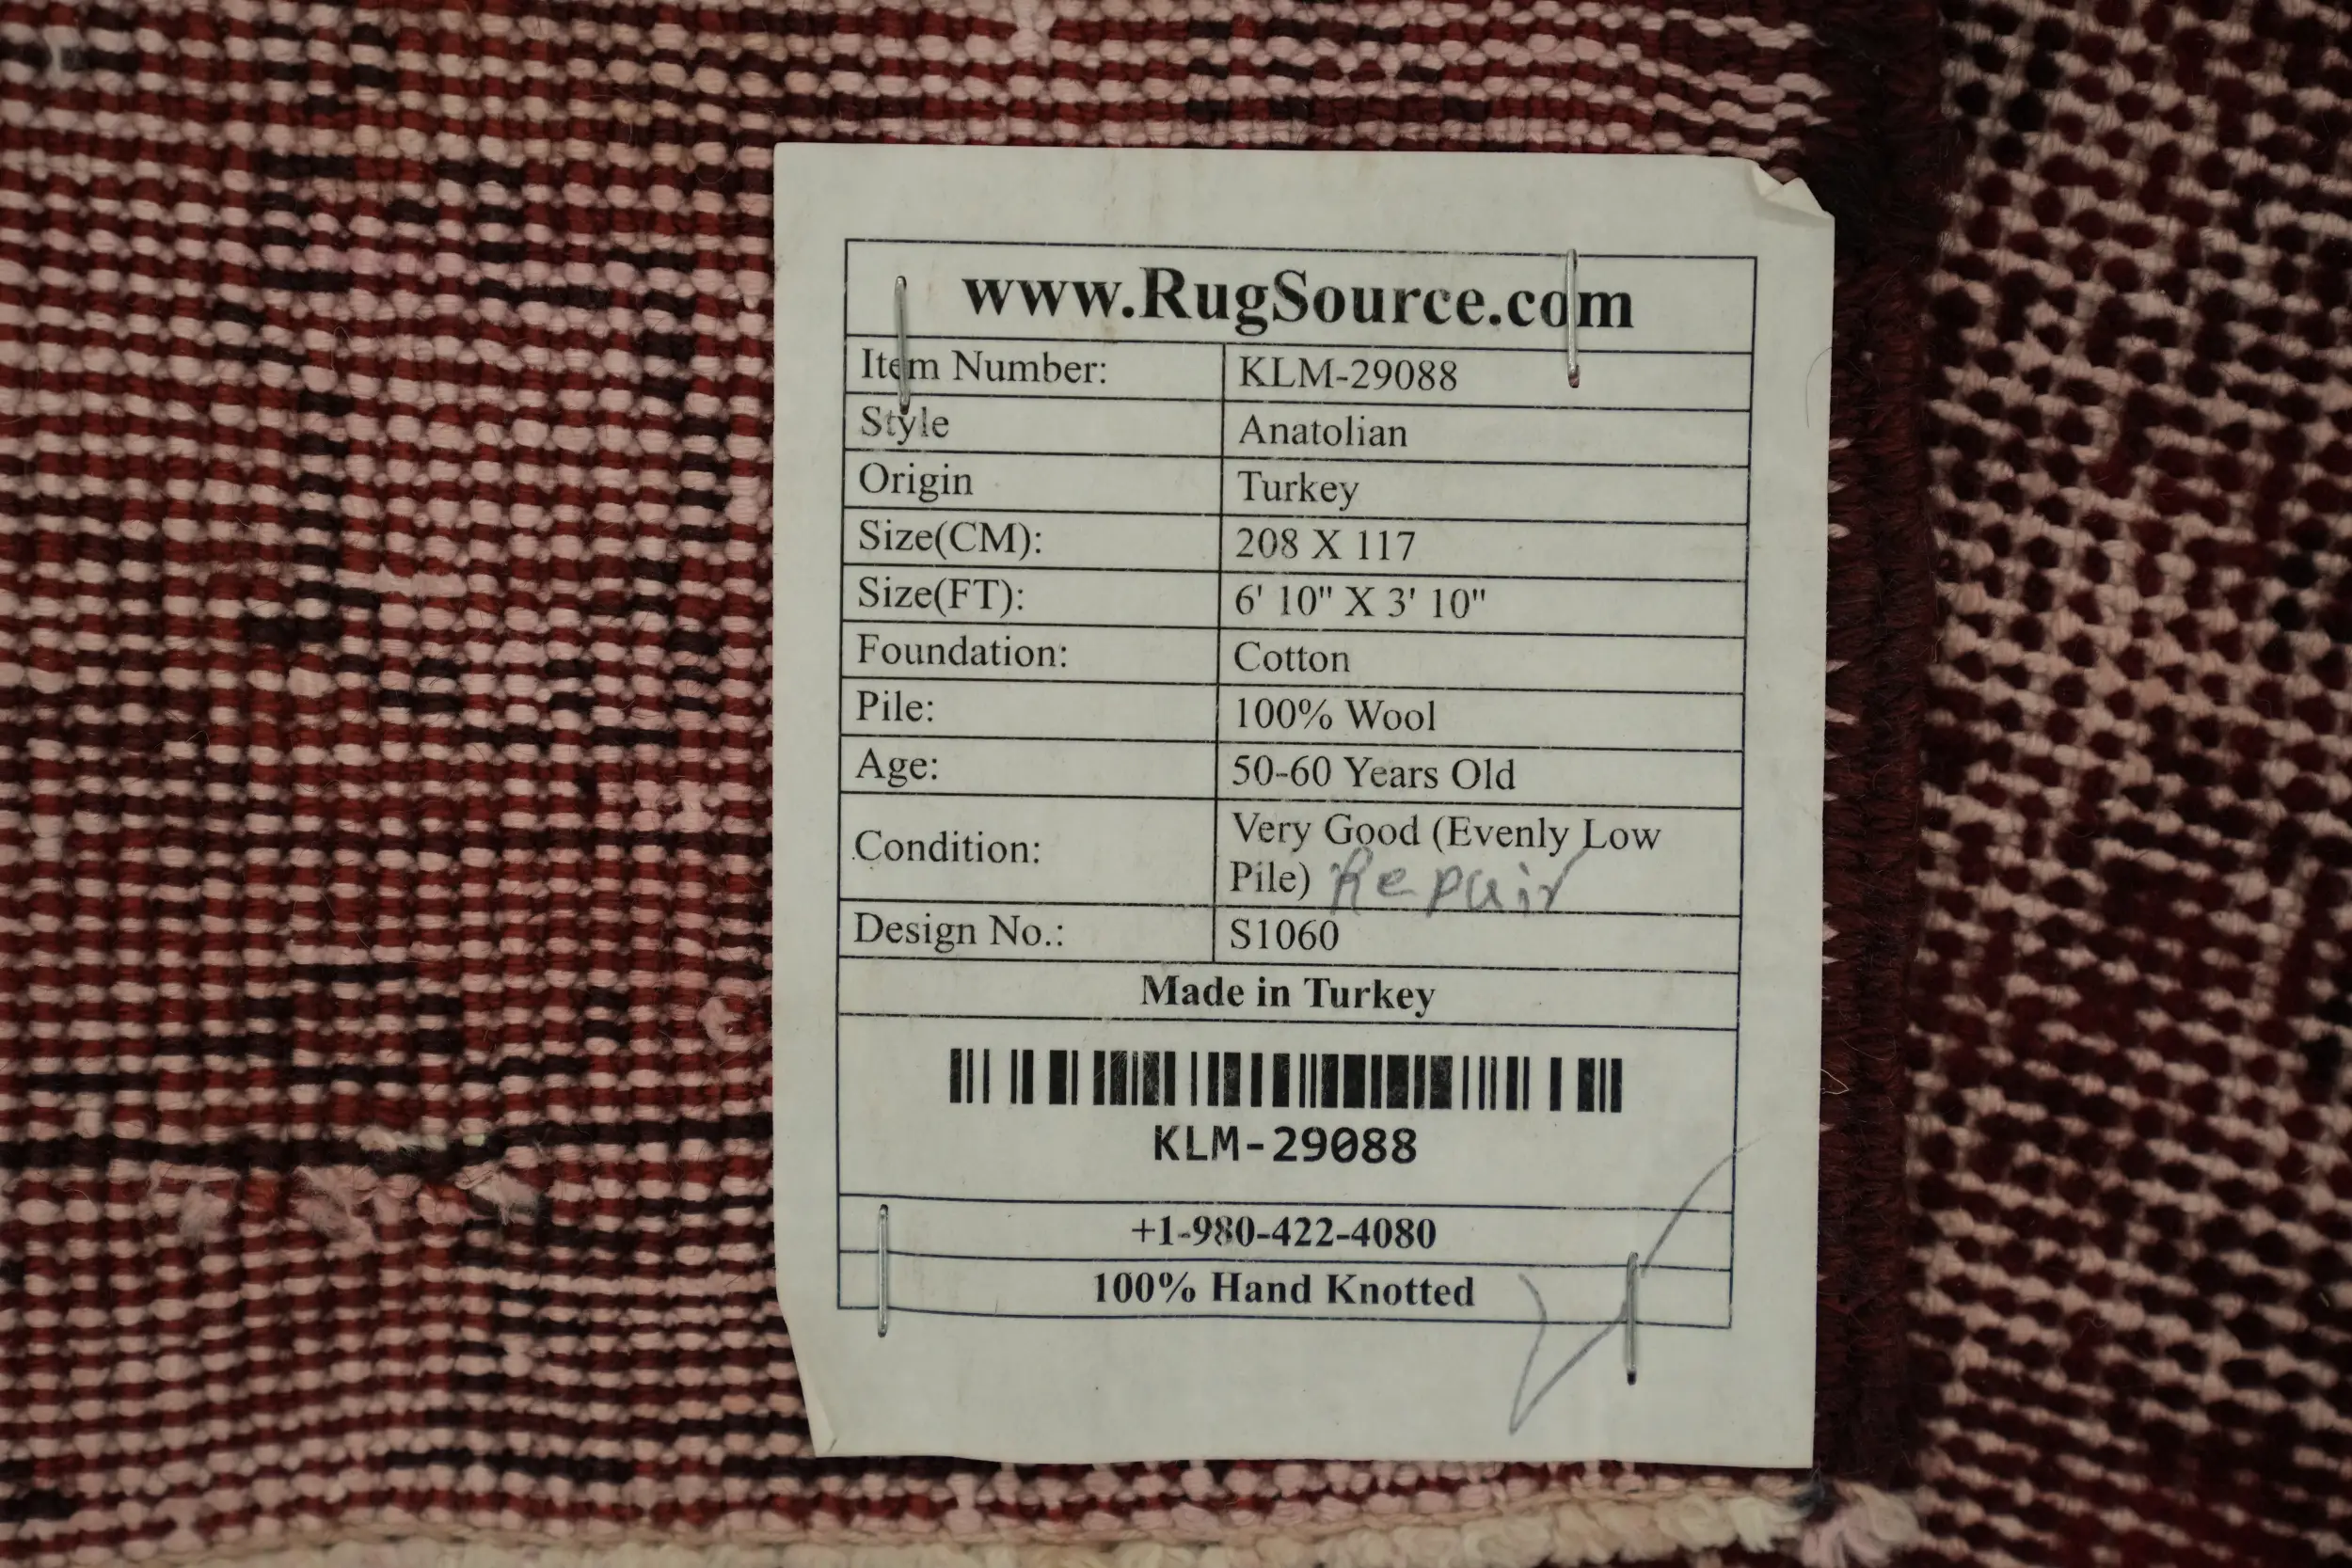 www.RugSource.com
Item Number: KLM-29088
Style Anatolian
Origin Turkey
Size(CM): 208 X 117
Size(FT): 6' 10" X 3' 10"
Foundation: Cotton
Pile: 100% Wool
Age: 50-60 Years Old
Condition: Very Good (Evenly Low
Pile) Repair
Design No.: S1060
Made in Turkey
KLM-29088
+1-980-422-4080
100% Hand Knotted